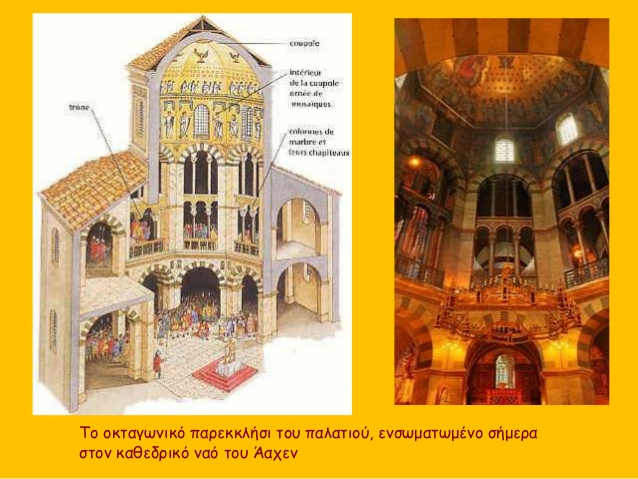 coupole
intérieur
de la coupole
ornée de
mosaïques
trône
colonnes de
marbre et
leurs chapiteaux
Το οκταγωνικό παρεκκλήσι του παλατιού, ενσωματωμένο σήμερα
στον καθεδρικό ναό του Άαχεν